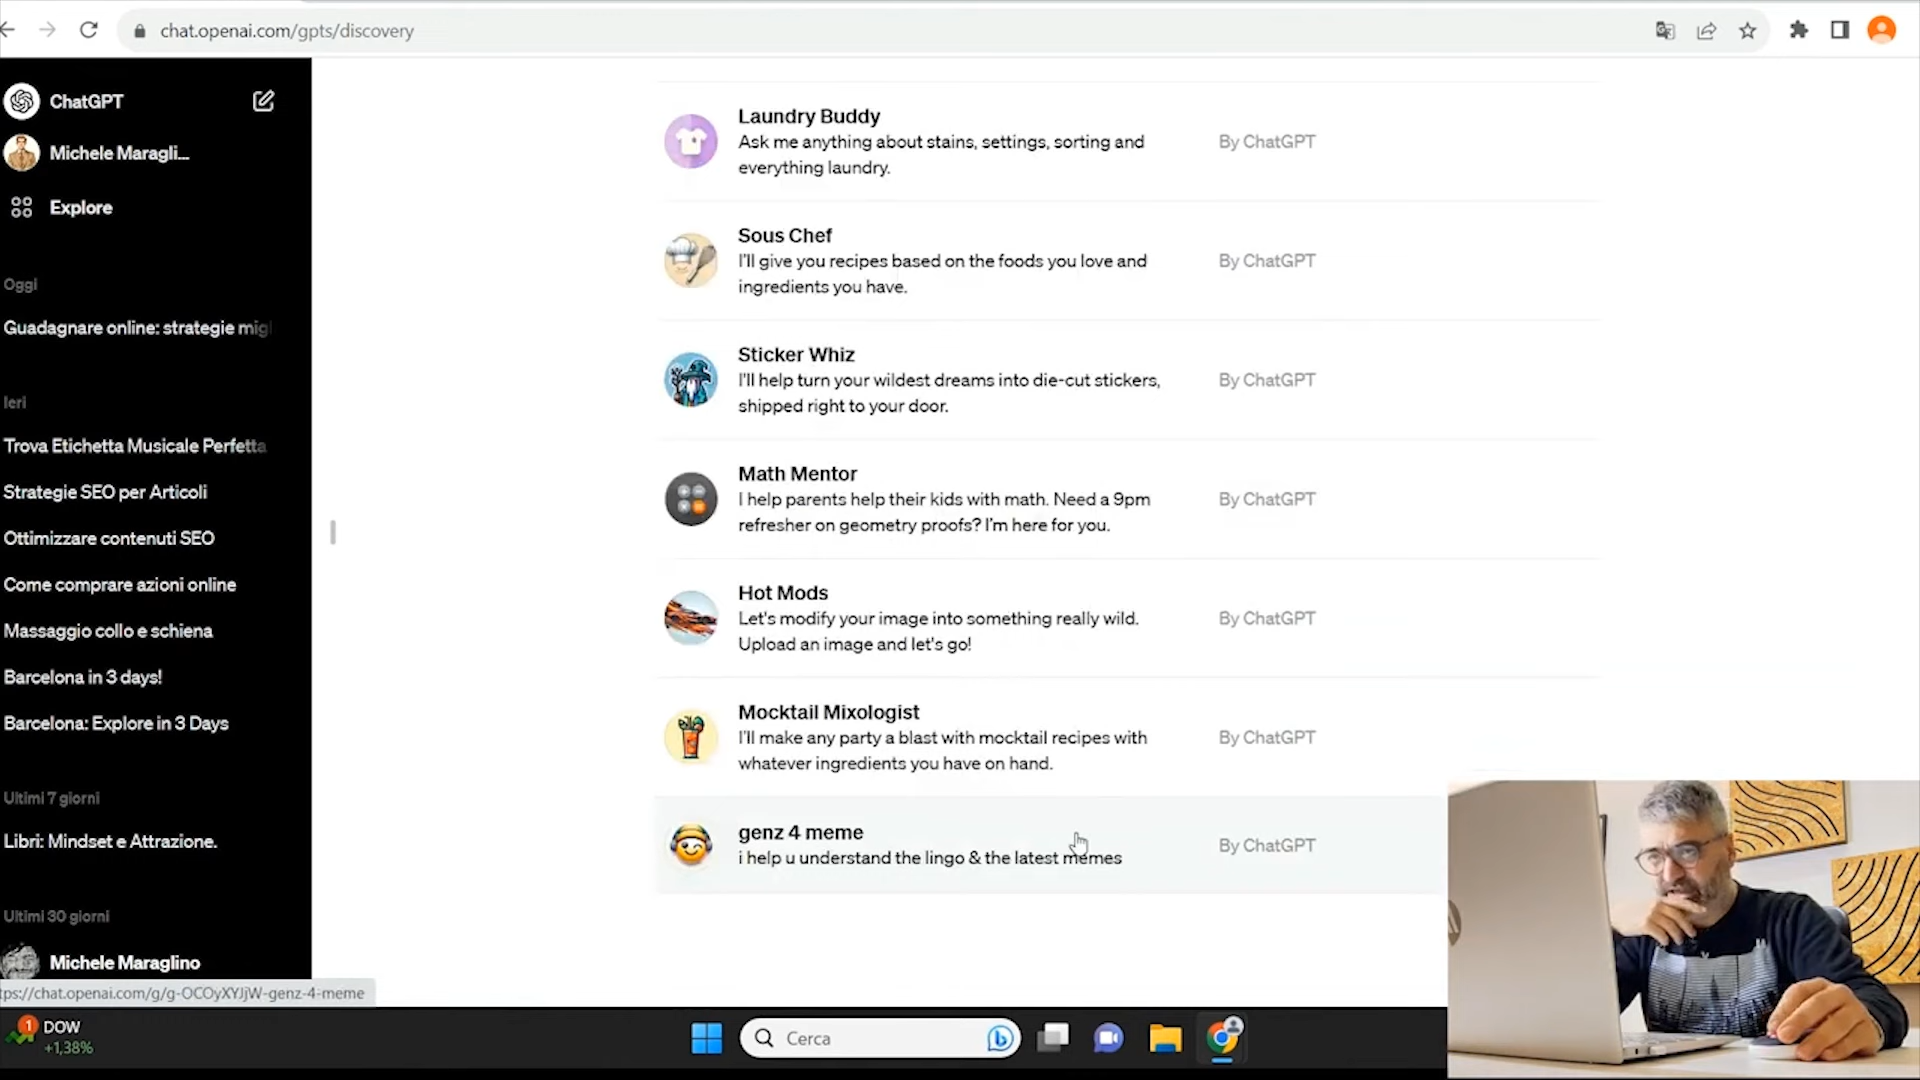 chat.openai.com/gpts/discovery
ChatGPT
Michele Maragli...
Explore
Oggi
Guadagnare online: strategie migl
Ieri
Trova Etichetta Musicale Perfetta
Strategie SEO per Articoli
Ottimizzare contenuti SEO
Come comprare azioni online
Massaggio collo e schiena
Barcelona in 3 days!
Barcelona: Explore in 3 Days
Ultimi 7 giorni
Libri: Mindset e Attrazione.
Ultimi 30 giorni
Michele Maraglino
tps://chat.openai.com/g/g-OCOyXYJjW-genz-4-meme
Laundry Buddy
Ask me anything about stains, settings, sorting and
everything laundry.
By ChatGPT
Sous Chef
I'll give you recipes based on the foods you love and
ingredients you have.
By ChatGPT
Sticker Whiz
I'll help turn your wildest dreams into die-cut stickers,
shipped right to your door.
By ChatGPT
Math Mentor
I help parents help their kids with math. Need a 9pm
refresher on geometry proofs? I'm here for you.
By ChatGPT
Hot Mods
Let's modify your image into something really wild.
Upload an image and let's go!
By ChatGPT
Mocktail Mixologist
I'll make any party a blast with mocktail recipes with
whatever ingredients you have on hand.
By ChatGPT
genz 4 meme
i help u understand the lingo & the latest memes
By ChatGPT
1
DOW
+1,38%
Cerca